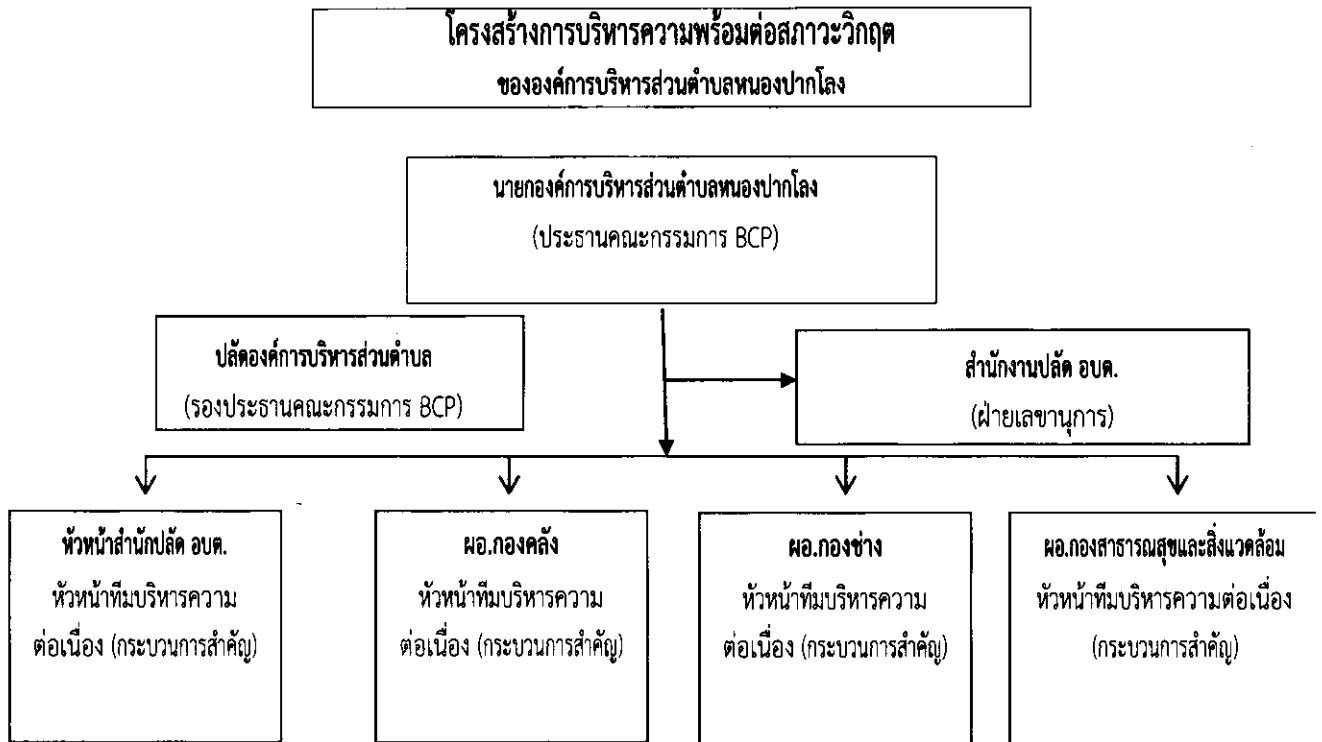 โครงสร้างการบริหารความพร้อมต่อสภาวะวิกฤต
ขององค์การบริหารส่วนตำบลหนองปากโลง
นายกองค์การบริหารส่วนตำบลหนองปากโลง
(ประธานคณะกรรมการ BCP)
ปลัดองค์การบริหารส่วนตำบล
(รองประธานคณะกรรมการ BCP)
สำนักงานปลัด อบต.
(ฝ่ายเลขานุการ)
หัวหน้าสำนักปลัด อบต.
หัวหน้าทีมบริหารความ
ต่อเนื่อง (กระบวนการสำคัญ)
ผอ.กองคลัง
หัวหน้าทีมบริหารความ
ต่อเนื่อง (กระบวนการสำคัญ)
ผอ.กองช่าง
หัวหน้าทีมบริหารความ
ต่อเนื่อง (กระบวนการสำคัญ)
ผอ.กองสาธารณสุขและสิ่งแวดล้อม
หัวหน้าทีมบริหารความต่อเนื่อง
(กระบวนการสำคัญ)